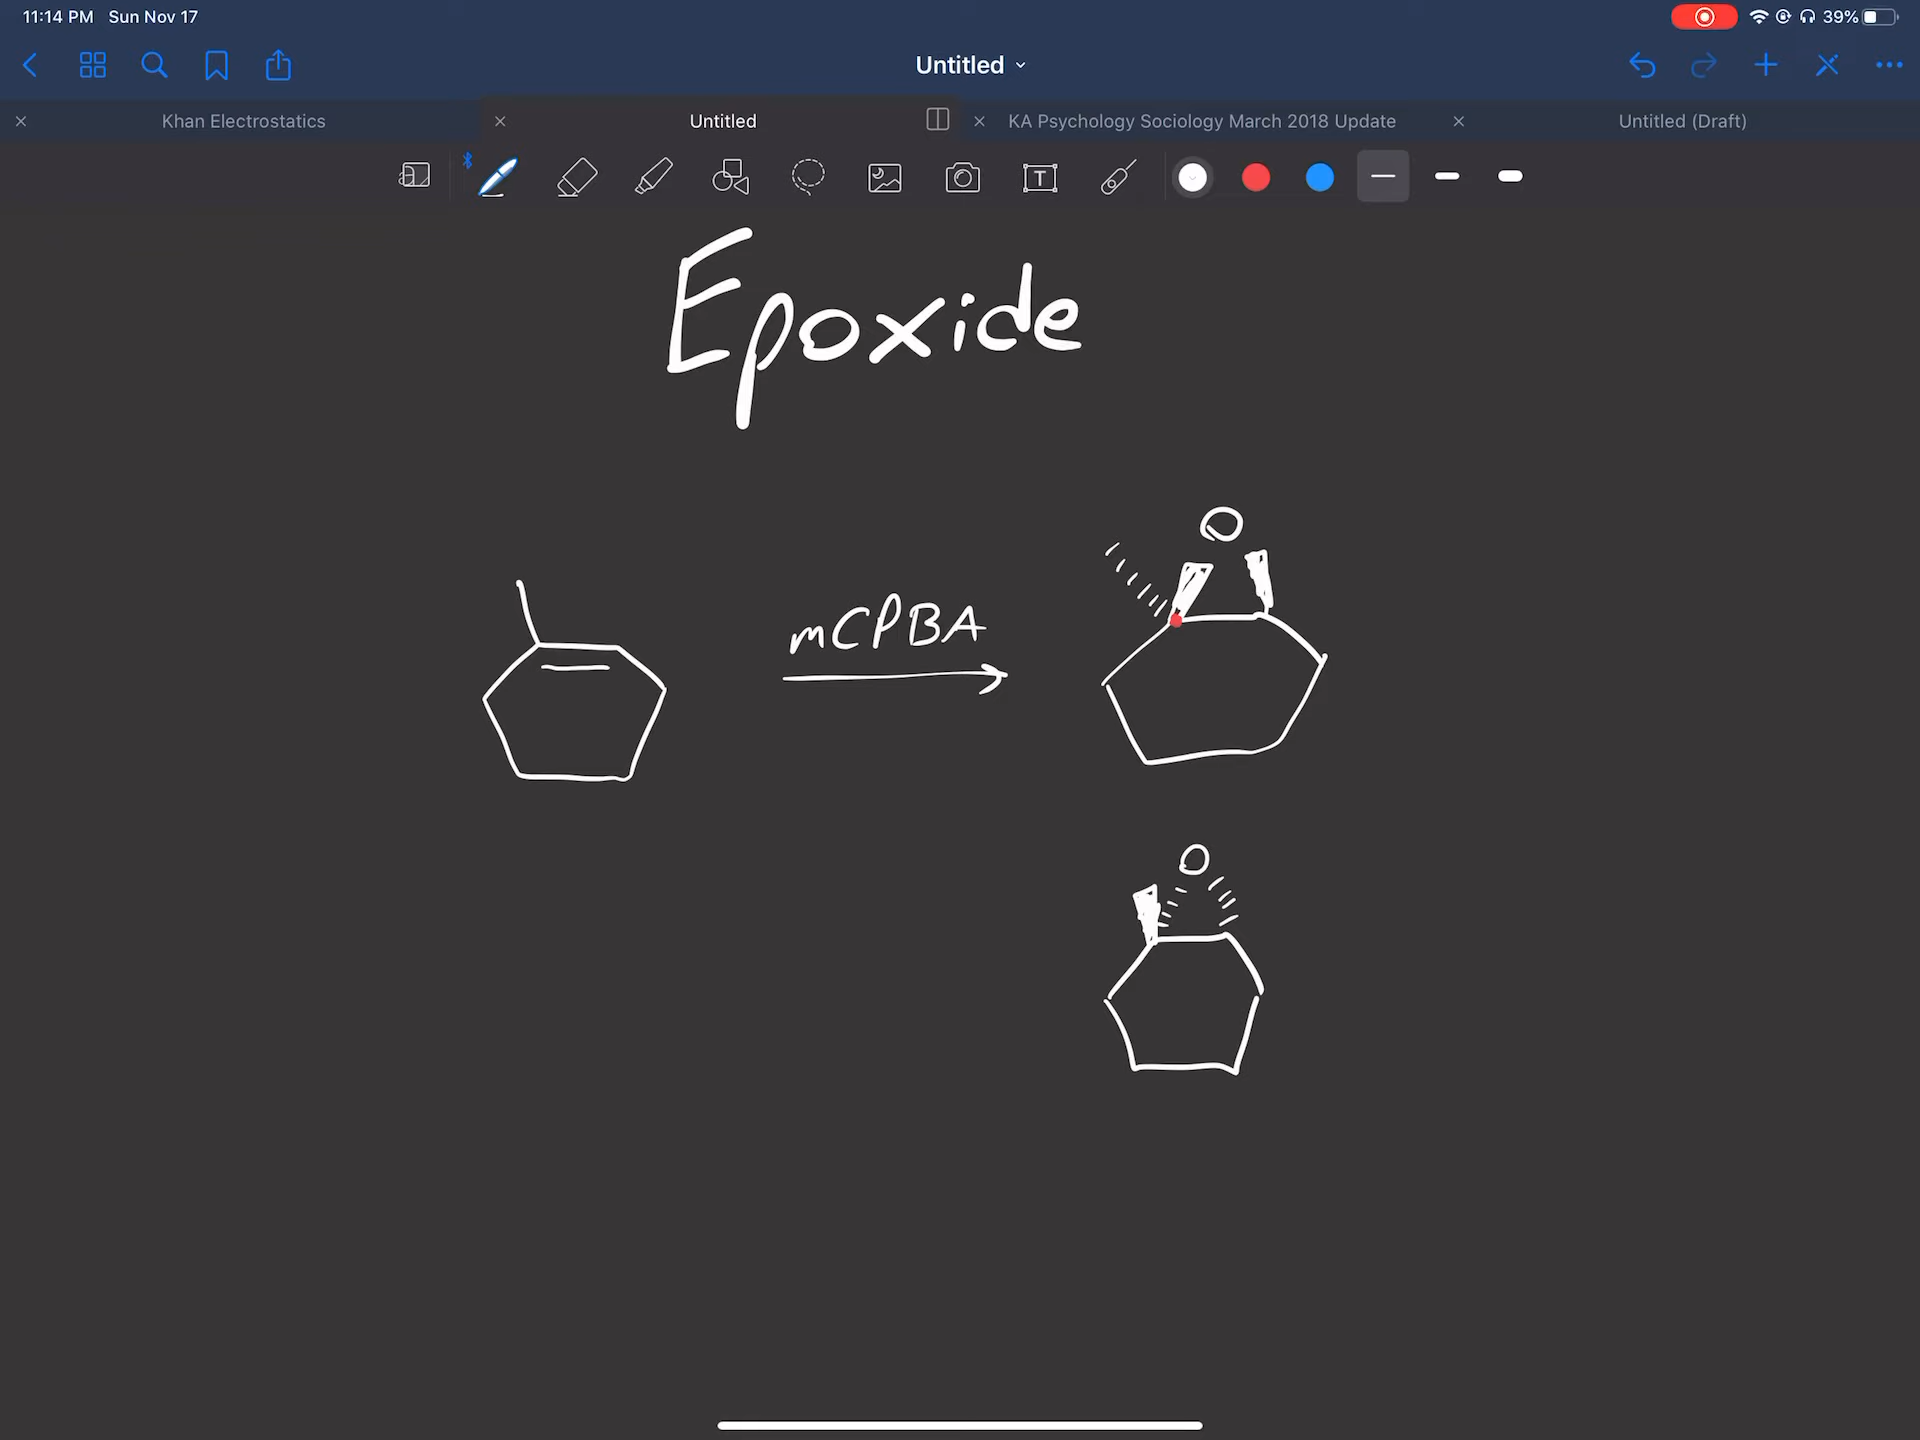 11:14 PM Sun Nov 17 39%
Untitled
Khan Electrostatics Untitled KA Psychology Sociology March 2018 Update Untitled (Draft)
T
Epoxide
O
mCPBA
O